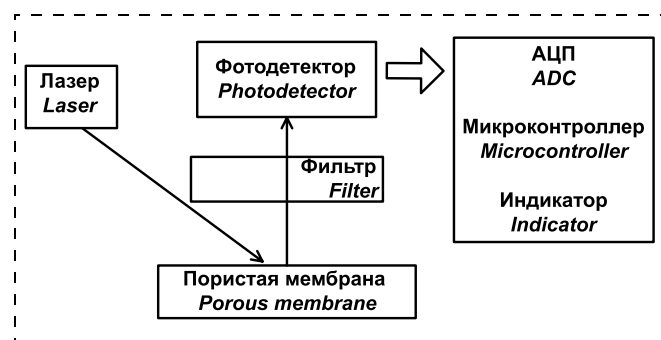 Лазер
Laser
Фотодетектор
Photodetector
АЦП
ADC
Микроконтроллер
Microcontroller
Индикатор
Indicator
Фильтр
Filter
Пористая мембрана
Porous membrane